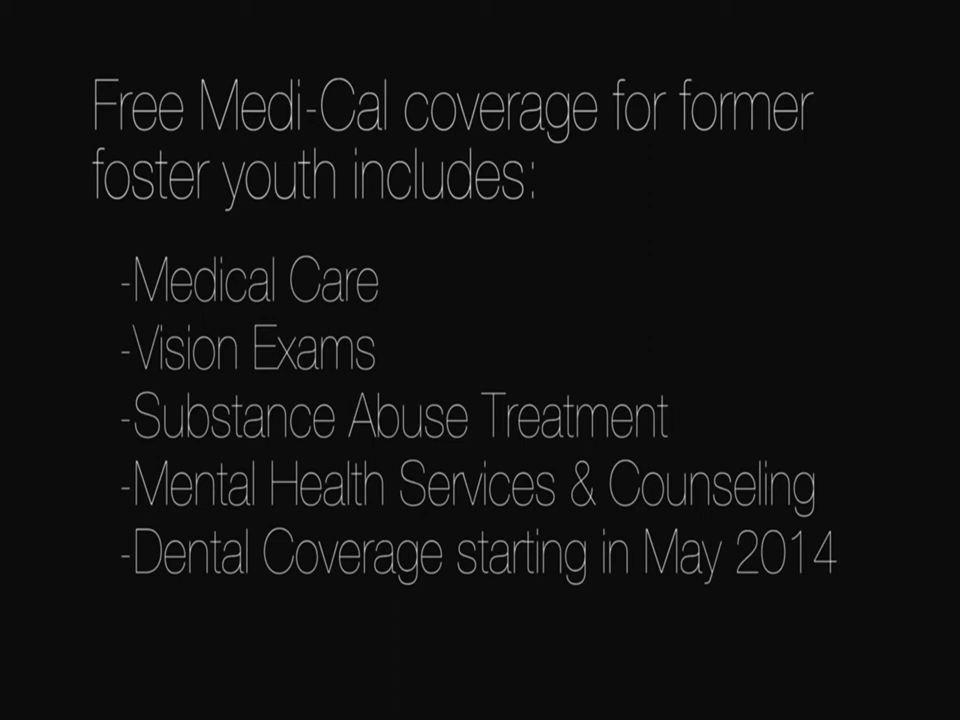 Free Medi-Cal coverage for former
foster youth includes:
-Medical Care
-Vision Exams
-Substance Abuse Treatment
-Mental Health Services & Counseling
-Dental Coverage starting in May 2014